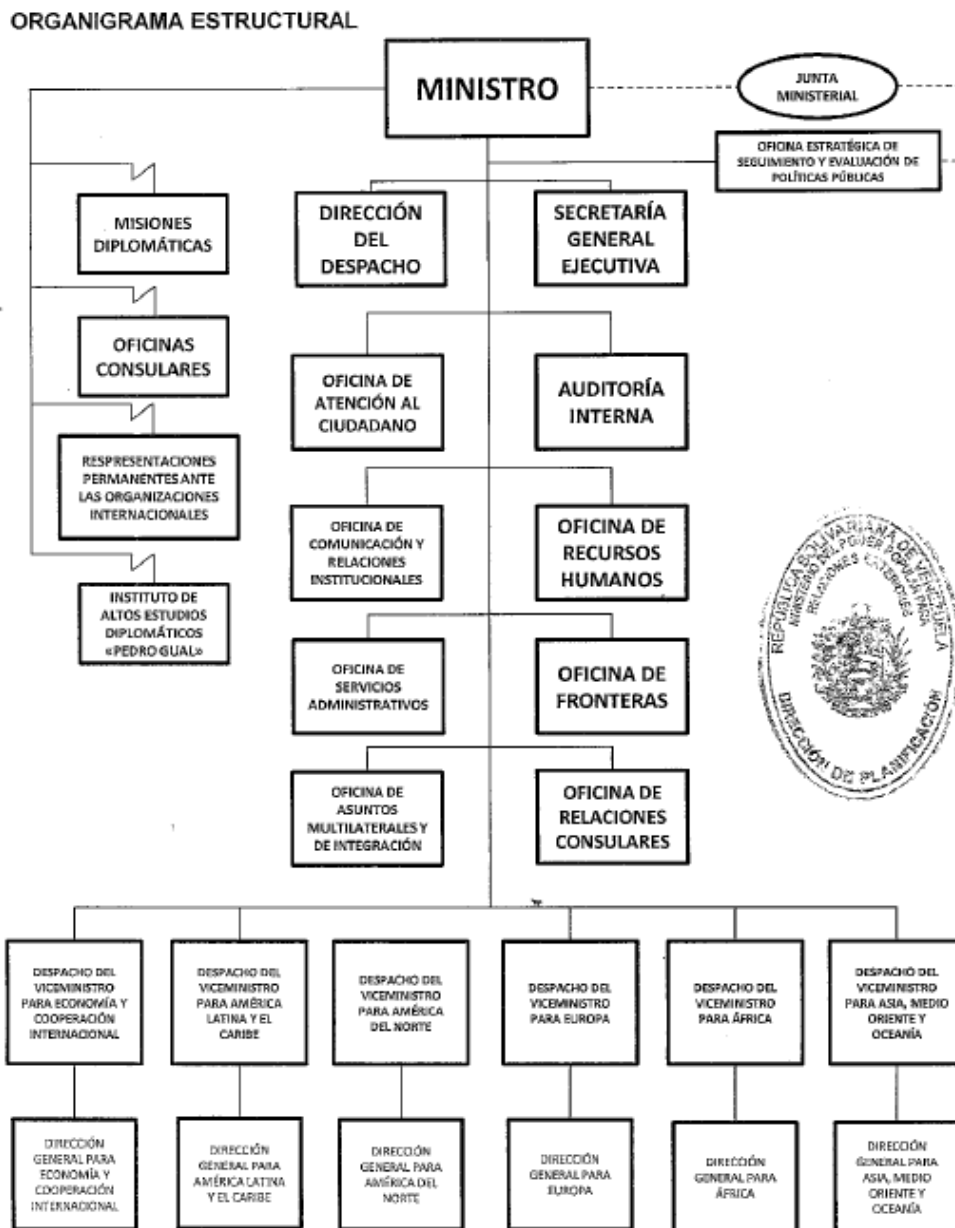 ORGANIGRAMA ESTRUCTURAL
MINISTRO
JUNTA
MINISTERIAL
OFICINA ESTRATÉGICA DE
SEGUIMIENTO Y EVALUACIÓN DE
POLÍTICAS PÚBLICAS
MISIONES
DIPLOMÁTICAS
OFICINAS
CONSULARES
RESPRESENTACIONES
PERMANENTES ANTE
LAS ORGANIZACIONES
INTERNACIONALES
INSTITUTO DE
ALTOS ESTUDIOS
DIPLOMÁTICOS
«PEDRO GUAL»
DIRECCIÓN
DEL
DESPACHO
SECRETARÍA
GENERAL
EJECUTIVA
OFICINA DE
ATENCIÓN AL
CIUDADANO
AUDITORÍA
INTERNA
OFICINA DE
COMUNICACIÓN Y
RELACIONES
INSTITUCIONALES
OFICINA DE
RECURSOS
HUMANOS
OFICINA DE
SERVICIOS
ADMINISTRATIVOS
OFICINA DE
FRONTERAS
OFICINA DE
ASUNTOS
MULTILATERALES Y
DE INTEGRACIÓN
OFICINA DE
RELACIONES
CONSULARES
REPÚBLICA BOLIVARIANA DE VENEZUELA
MINISTERIO DEL PODER POPULAR PARA
RELACIONES EXTERIORES
DIRECCIÓN DE PLANIFICACIÓN
DESPACHO DEL
VICEMINISTRO
PARA ECONOMÍA Y
COOPERACIÓN
INTERNACIONAL
DESPACHO DEL
VICEMINISTRO
PARA AMÉRICA
LATINA Y EL
CARIBE
DESPACHO DEL
VICEMINISTRO
PARA AMÉRICA
DEL NORTE
DESPACHO DEL
VICEMINISTRO
PARA EUROPA
DESPACHO DEL
VICEMINISTRO
PARA ÁFRICA
DESPACHO DEL
VICEMINISTRO
PARA ASIA, MEDIO
ORIENTE Y
OCEANÍA
DIRECCIÓN
GENERAL PARA
ECONOMÍA Y
COOPERACIÓN
INTERNACIONAL
DIRECCIÓN
GENERAL PARA
AMÉRICA LATINA
Y EL CARIBE
DIRECCIÓN
GENERAL PARA
AMÉRICA DEL
NORTE
DIRECCIÓN
GENERAL PARA
EUROPA
DIRECCIÓN
GENERAL PARA
ÁFRICA
DIRECCIÓN
GENERAL PARA
ASIA, MEDIO
ORIENTE Y
OCEANÍA